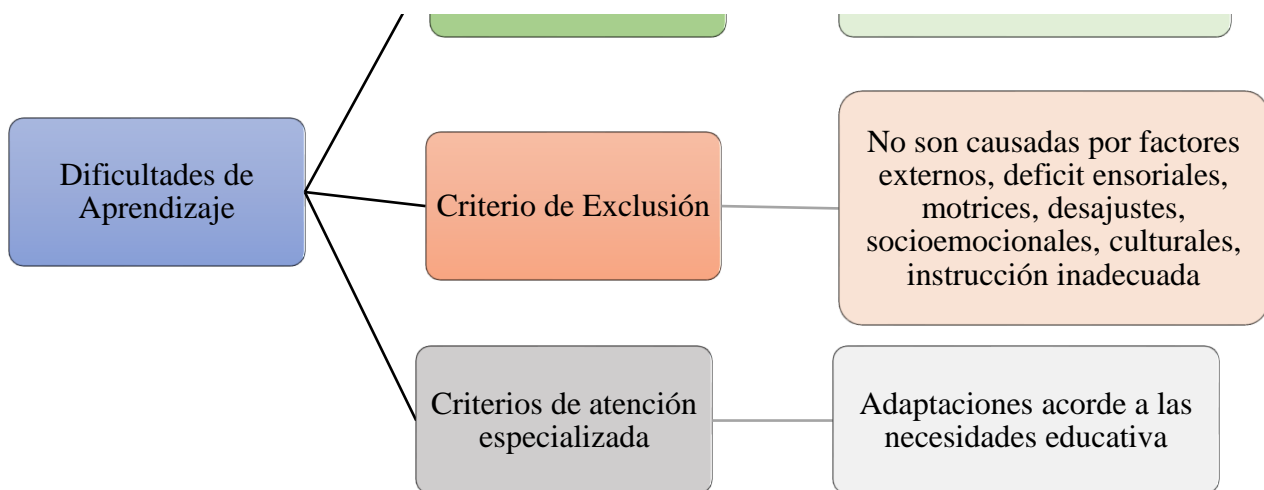 Dificultades de
Aprendizaje
Criterio de Exclusión
No son causadas por factores
externos, deficit ensoriales,
motrices, desajustes,
socioemocionales, culturales,
instrucción inadecuada
Criterios de atención
especializada
Adaptaciones acorde a las
necesidades educativa